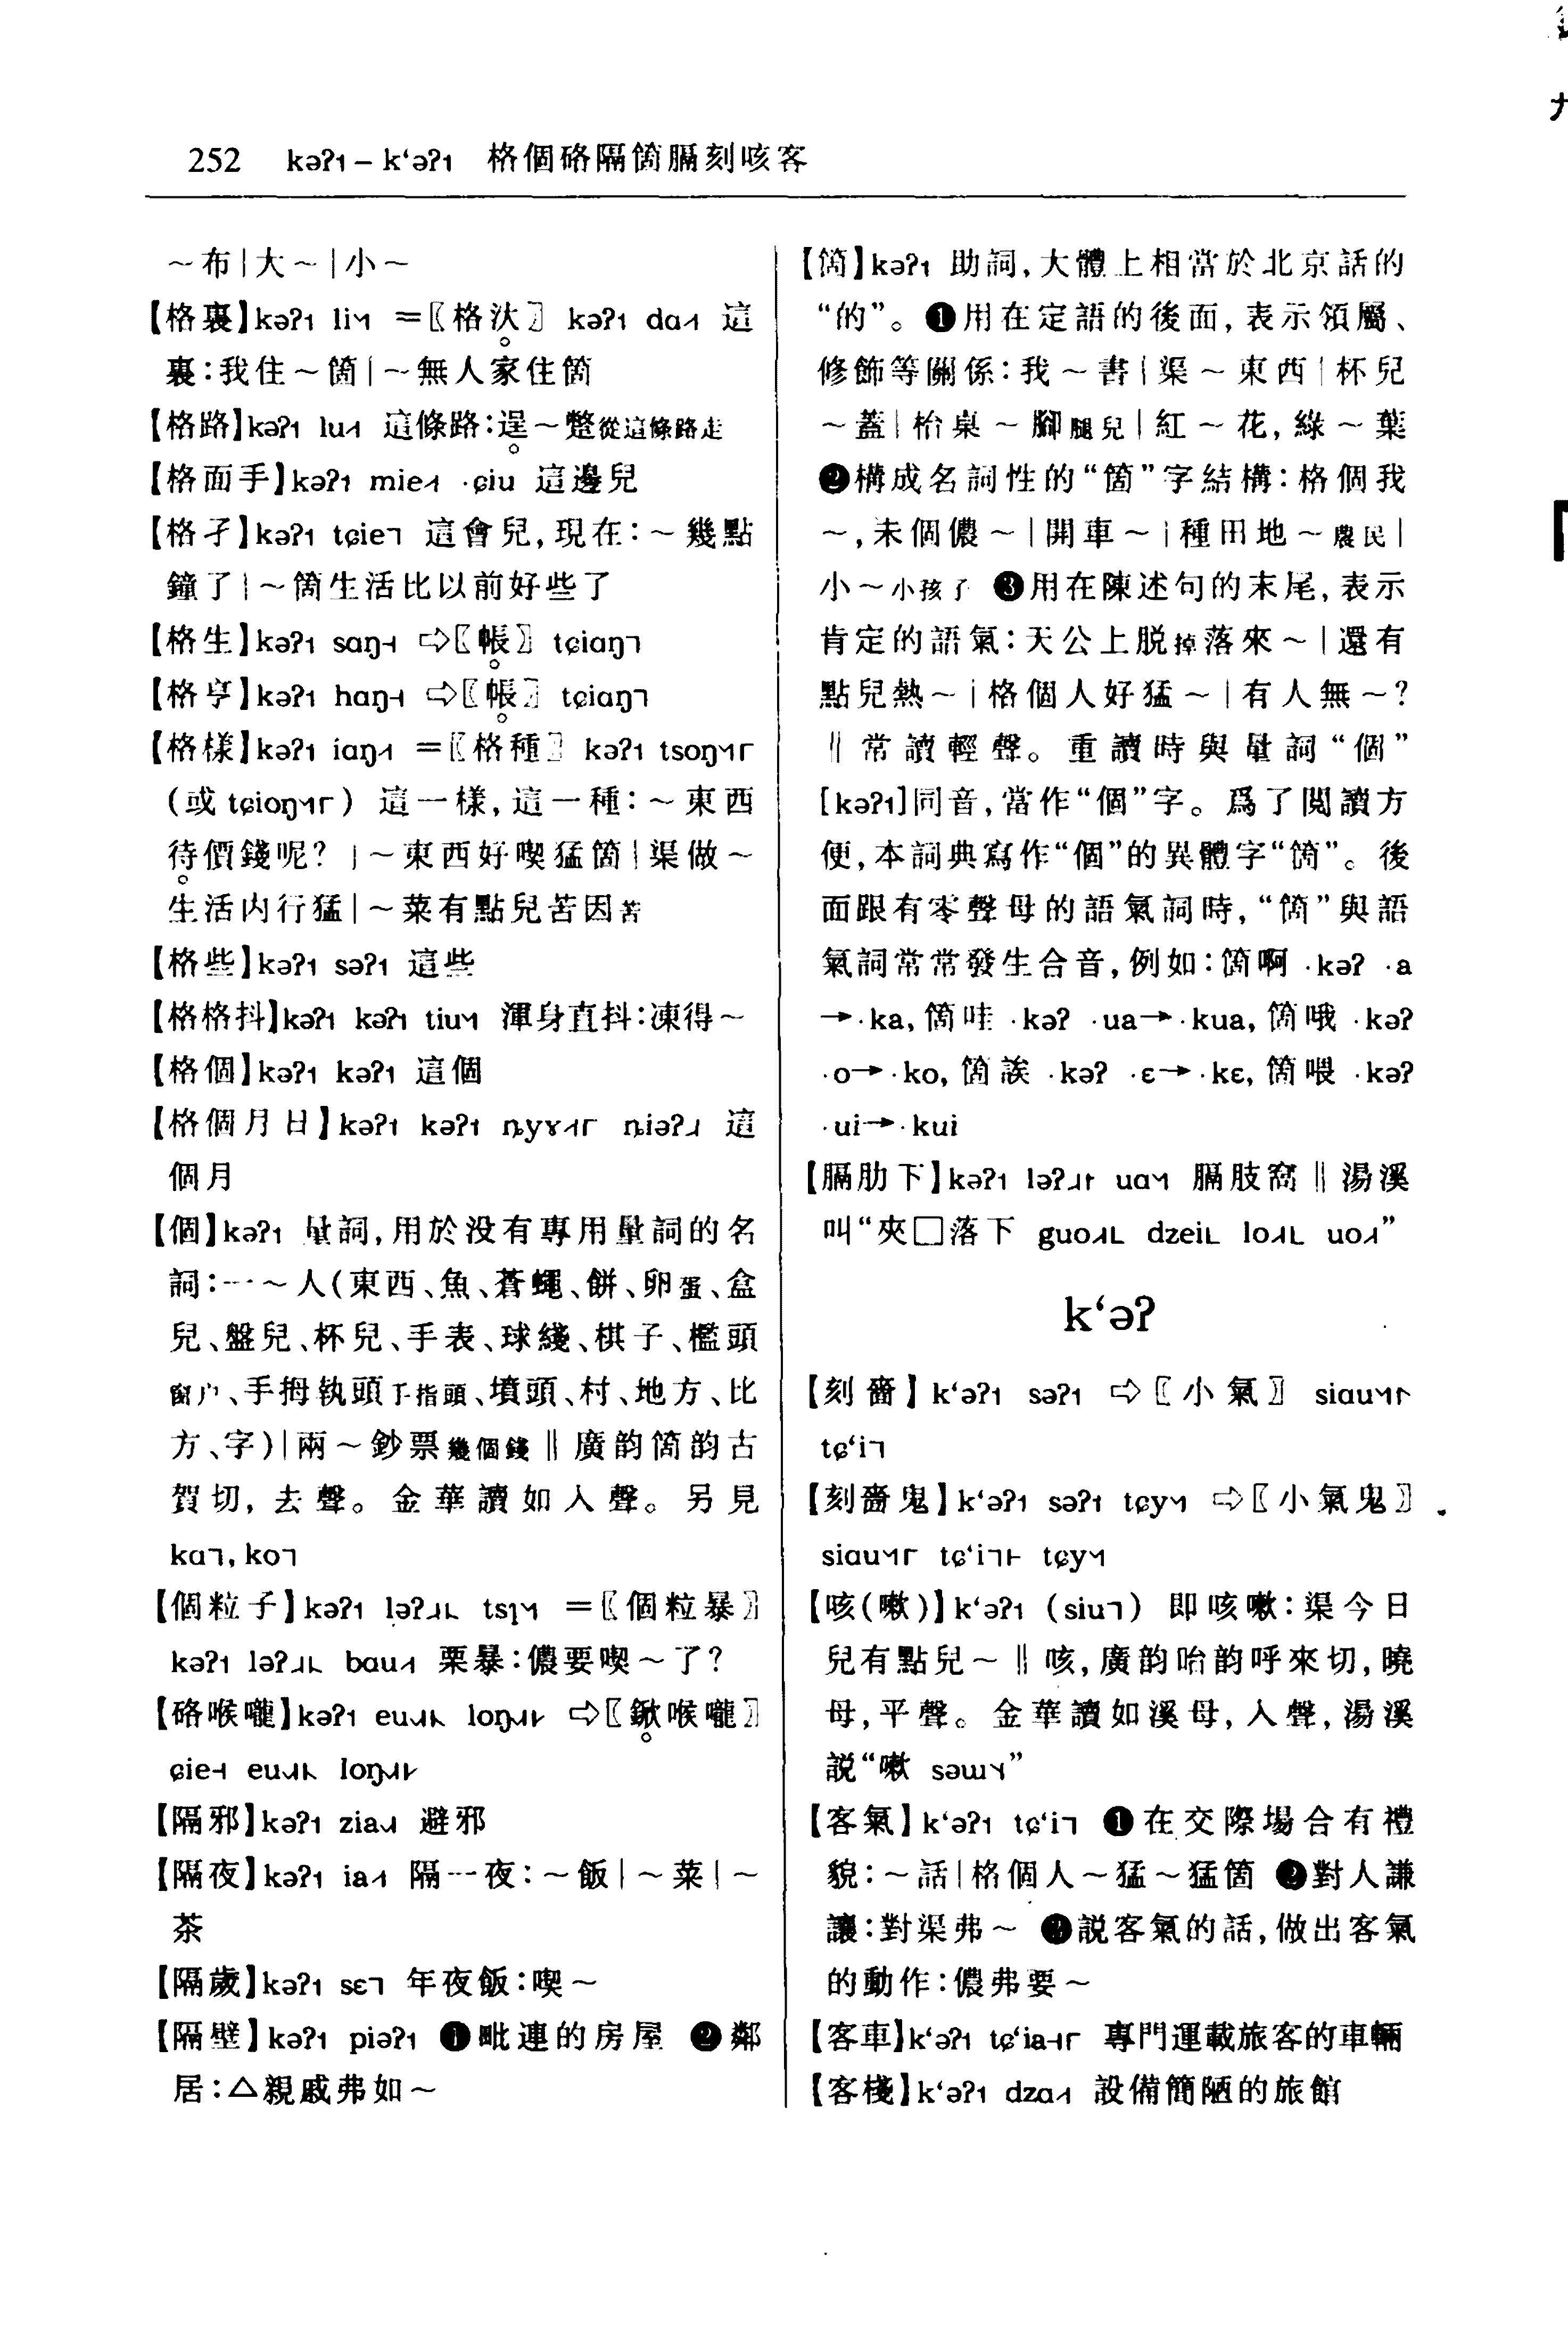 252 kəʔ˦ – k‘əʔ˦ 格個硌隔箇膈刻咳客
～布|大～|小～
【格裏】kəʔ˦ li =〖格汏〗 kəʔ˦ dɑ 這
裏:我住～箇|～無人家住箇
【格路】kəʔ˦ lu 這條路:逞～蹩從這條路走
【格面手】kəʔ˦ mie ·ɕiu 這邊兒
【格孑】kəʔ˦ tɕie˥ 這會兒,現在:～幾點
鐘了|～箇生活比以前好些了
【格生】kəʔ˦ sɑŋ ⇨〖帳〗 tɕiɑŋ˥
【格亨】kəʔ˦ hɑŋ ⇨〖帳〗 tɕiɑŋ˥
【格樣】kəʔ˦ iɑŋ =〖格種〗 kəʔ˦ tsoŋ
(或 tɕioŋ) 這一樣,這一種:～東西
待價錢呢?|～東西好喫猛箇|渠做～
生活内行猛|～菜有點兒苦因苦
【格些】kəʔ˦ səʔ˦ 這些
【格格抖】kəʔ˦ kəʔ˦ tiu 渾身直抖:凍得～
【格個】kəʔ˦ kəʔ˦ 這個
【格個月日】kəʔ˦ kəʔ˦ ȵyɤ ȵiəʔ 這
個月
【個】kəʔ˦ 量詞,用於没有專用量詞的名
詞:一～人(東西、魚、蒼蠅、餅、卵蛋、盒
兒、盤兒、杯兒、手表、球綫、棋子、檻頭
窗户、手拇執頭手指頭、墳頭、村、地方、比
方、字)|兩～鈔票幾個錢‖廣韵箇韵古
賀切,去聲。金華讀如入聲。另見
kɑ˥,ko˥
【個粒子】kəʔ˦ ləʔ tsɿ =〖個粒暴〗
kəʔ˦ ləʔ bɑu 栗暴:儂要喫～了?
【硌喉嚨】kəʔ˦ eu loŋ ⇨〖鍁喉嚨〗
ɕie eu loŋ
【隔邪】kəʔ˦ zia 避邪
【隔夜】kəʔ˦ ia 隔一夜:～飯|～菜|～
茶
【隔歲】kəʔ˦ sɛ˥ 年夜飯:喫～
【隔壁】kəʔ˦ piəʔ˦ ❶毗連的房屋 ❷鄰
居:△親戚弗如～
【箇】kəʔ˦ 助詞,大體上相當於北京話的
“的”。❶用在定語的後面,表示領屬、
修飾等關係:我～書|渠～東西|杯兒
～蓋|枱桌～腳腿兒|紅～花,綠～葉
❷構成名詞性的“箇”字結構:格個我
～,未個儂～|開車～|種田地～農民|
小～小孩子 ❸用在陳述句的末尾,表示
肯定的語氣:天公上脱掉落來～|還有
點兒熱～|格個人好猛～|有人無～?
‖常讀輕聲。重讀時與量詞“個”
[kəʔ˦]同音,當作“個”字。爲了閲讀方
便,本詞典寫作“個”的異體字“箇”。後
面跟有零聲母的語氣詞時,“箇”與語
氣詞常常發生合音,例如:箇啊 ·kəʔ ·a
→·ka,箇哇 ·kəʔ ·ua→·kua,箇哦 ·kəʔ
·o→·ko,箇誒 ·kəʔ ·ɛ→·kɛ,箇喂 ·kəʔ
·ui→·kui
【膈肋下】kəʔ˦ ləʔ uɑ 膈肢窩‖湯溪
叫“夾□落下 guo dzei lo uo”
k‘əʔ
【刻嗇】k‘əʔ˦ səʔ˦ ⇨〖小氣〗 siɑu
tɕ‘i˥
【刻嗇鬼】k‘əʔ˦ səʔ˦ tɕy ⇨〖小氣鬼〗
siɑu tɕ‘i tɕy
【咳(嗽)】k‘əʔ˦ (siu˥) 即咳嗽:渠今日
兒有點兒～‖咳,廣韵咍韵呼來切,曉
母,平聲。金華讀如溪母,入聲,湯溪
説“嗽 səɯ”
【客氣】k‘əʔ˦ tɕ‘i˥ ❶在交際場合有禮
貌:～話|格個人～猛～猛箇 ❷對人謙
讓:對渠弗～ ❸説客氣的話,做出客氣
的動作:儂弗要～
【客車】k‘əʔ˦ tɕ‘ia 專門運載旅客的車輛
【客棧】k‘əʔ˦ dzɑ 設備簡陋的旅館